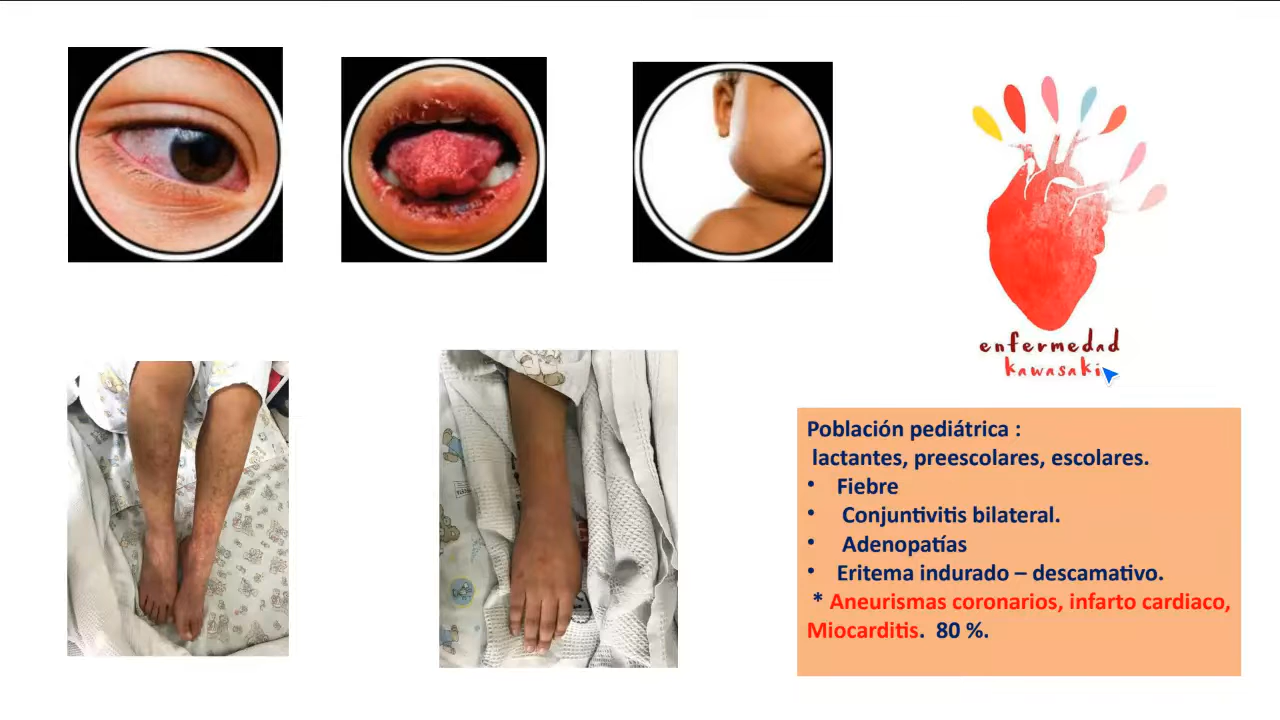 enfermedad
kawasaki
Población pediátrica :
lactantes, preescolares, escolares.
• Fiebre
• Conjuntivitis bilateral.
• Adenopatías
• Eritema indurado – descamativo.
* Aneurismas coronarios, infarto cardiaco,
Miocarditis. 80 %.